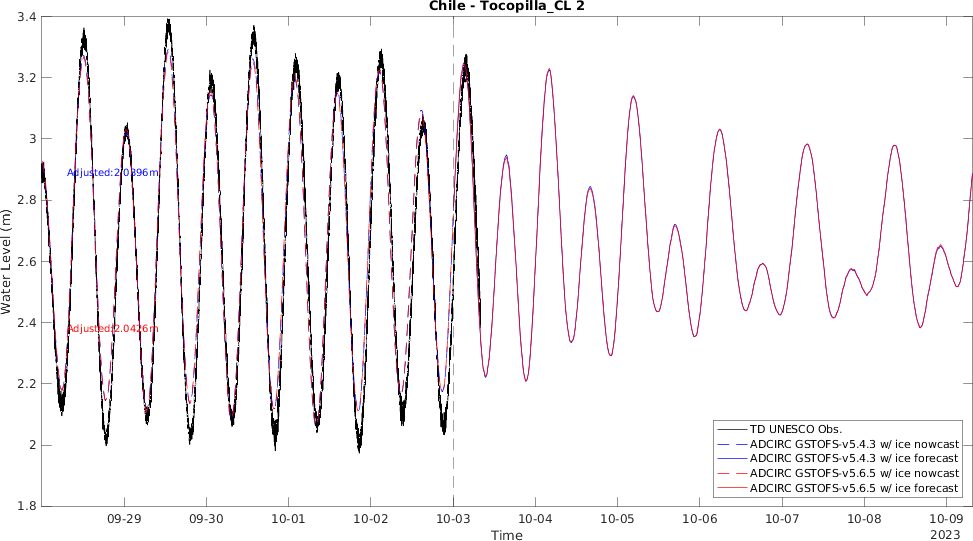 Chile - Tocopilla_CL 2
3.4
3.2
3
2.8
2.6
2.4
2.2
2
1.8
Water Level (m)
Adjusted:2.0396m
Adjusted:2.0426m
TD UNESCO Obs.
ADCIRC GSTOFS-v5.4.3 w/ ice nowcast
ADCIRC GSTOFS-v5.4.3 w/ ice forecast
ADCIRC GSTOFS-v5.6.5 w/ ice nowcast
ADCIRC GSTOFS-v5.6.5 w/ ice forecast
09-29 09-30 10-01 10-02 10-03 10-04 10-05 10-06 10-07 10-08 10-09
2023
Time